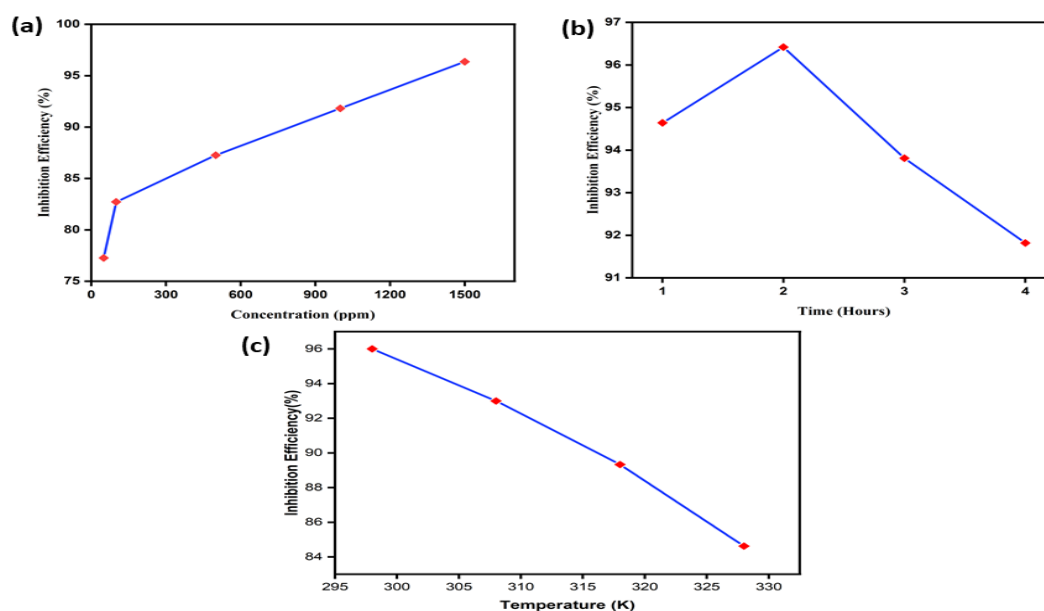 (a)
100
95
90
85
80
75
Inhibition Efficiency (%)
0 300 600 900 1200 1500
Concentration (ppm)
(b)
97
96
95
94
93
92
91
Inhibition Efficiency (%)
1 2 3 4
Time (Hours)
(c)
96
94
92
90
88
86
84
Inhibition Efficiency(%)
295 300 305 310 315 320 325 330
Temperature (K)